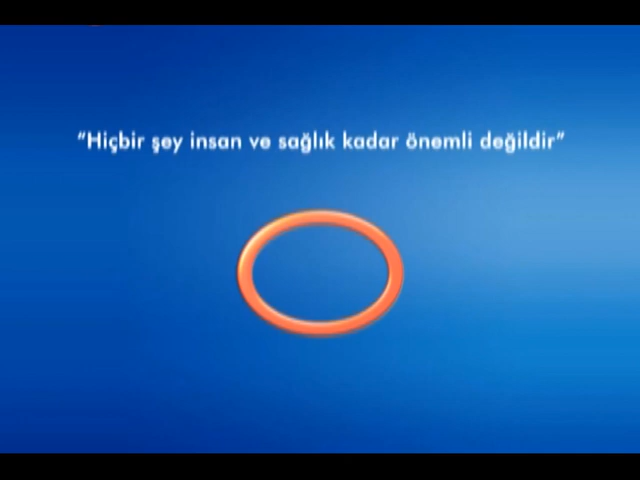 “Hiçbir şey insan ve sağlık kadar önemli değildir”